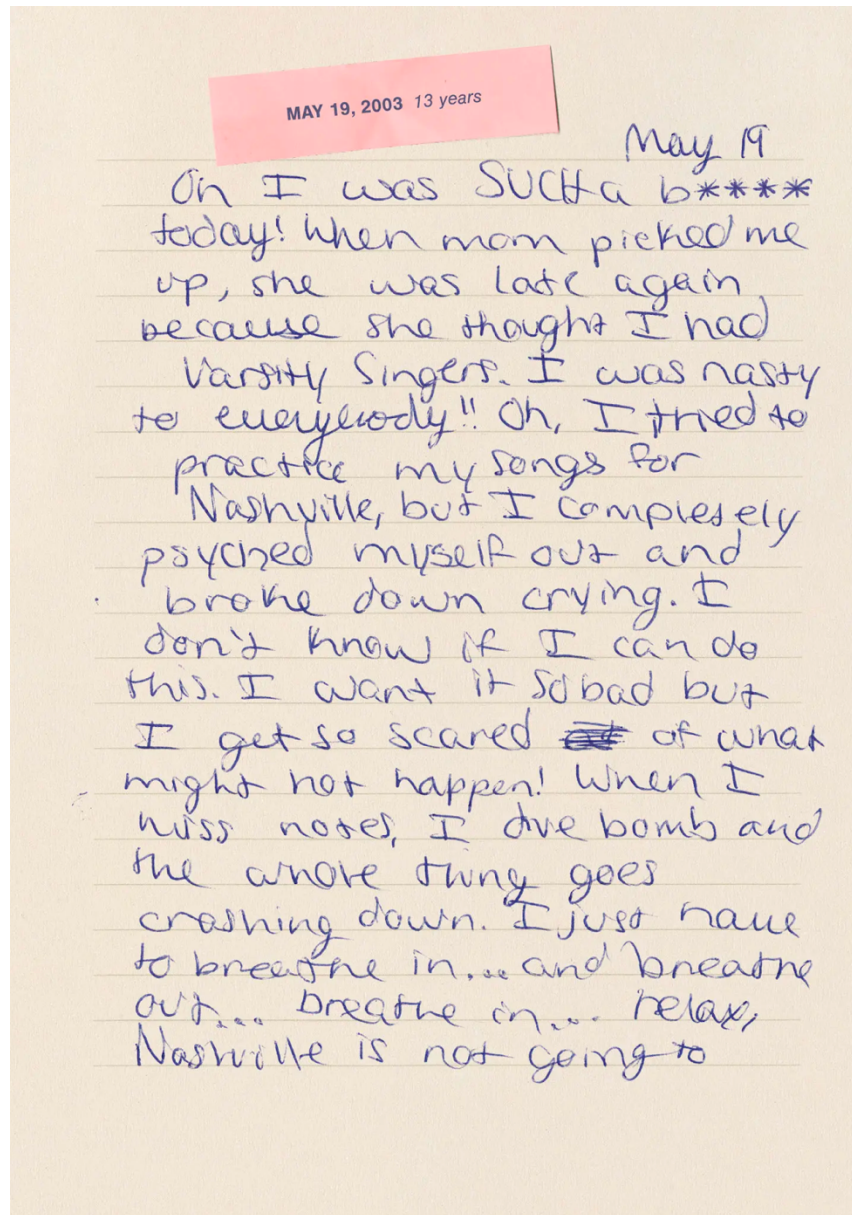 MAY 19, 2003 13 years
May 19
Oh I was SUCH a b****
today! When mom picked me
up, she was late again
because she thought I had
Varsity Singers. I was nasty
to everybody!! Oh, I tried to
practice my songs for
Nashville, but I completely
psyched myself out and
broke down crying. I
don't know if I can do
this. I want it so bad but
I get so scared of what
might not happen! When I
miss notes, I dive bomb and
the whole thing goes
crashing down. I just have
to breathe in... and breathe
out... breathe in... relax,
Nashville is not going to